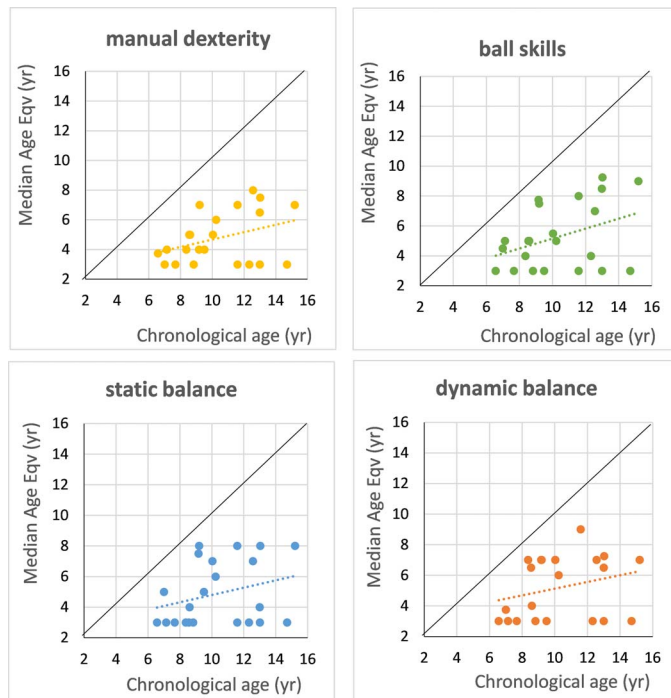 manual dexterity
Median Age Eqv (yr)
16
14
12
10
8
6
4
2
2 4 6 8 10 12 14 16
Chronological age (yr)
ball skills
Median Age Eqv (yr)
16
14
12
10
8
6
4
2
2 4 6 8 10 12 14 16
Chronological age (yr)
static balance
Median Age Eqv (yr)
16
14
12
10
8
6
4
2
2 4 6 8 10 12 14 16
Chronological age (yr)
dynamic balance
Median Age Eqv (yr)
16
14
12
10
8
6
4
2
2 4 6 8 10 12 14 16
Chronological age (yr)